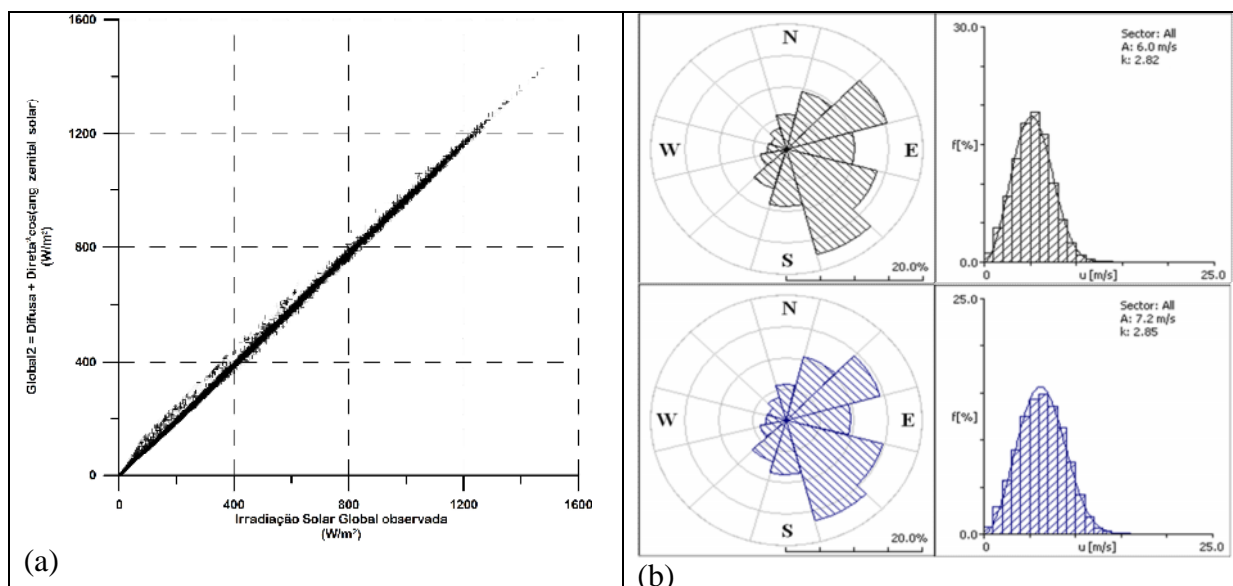 1600
1200
800
400
0
Global2 = Difusa + Direta*cos(ang zenital solar)
(W/m²)
0 400 800 1200 1600
Irradiação Solar Global observada
(W/m²)
(a)
N
W E
S
20.0%
30.0
Sector: All
A: 6.0 m/s
k: 2.82
f[%]
0.0
0 u [m/s] 25.0
N
W E
S
20.0%
25.0
Sector: All
A: 7.2 m/s
k: 2.85
f[%]
0.0
0 u [m/s] 25.0
(b)